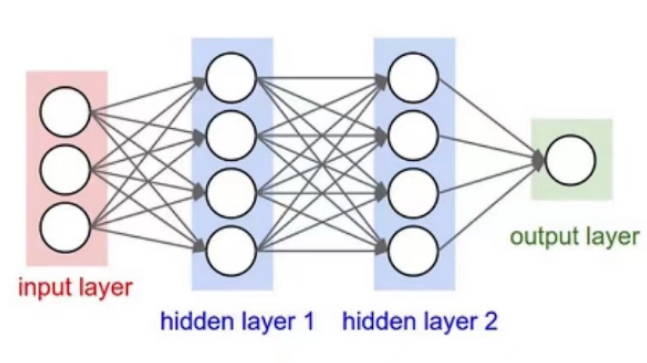 input layer
hidden layer 1
hidden layer 2
output layer